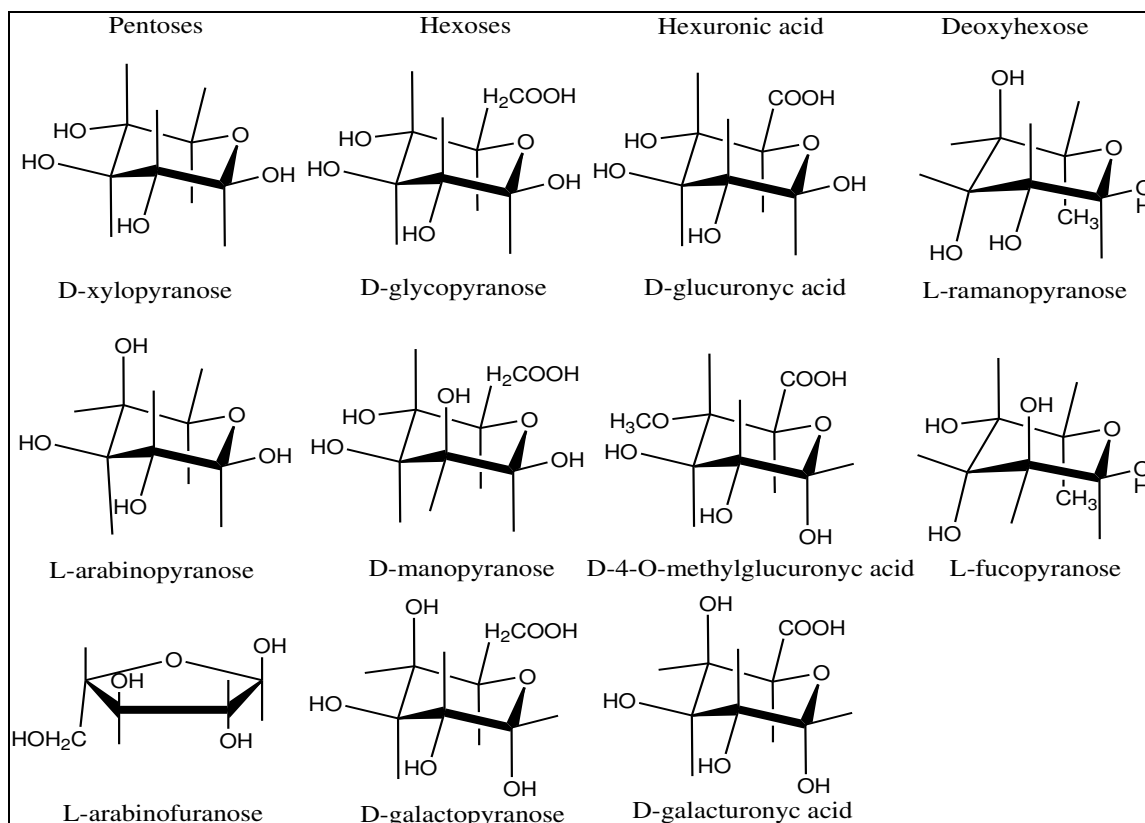 Pentoses
Hexoses
Hexuronic acid
Deoxyhexose
HO
HO
HO
O
OH
D-xylopyranose
H2COOH
HO
HO
HO
O
OH
D-glycopyranose
COOH
HO
HO
HO
O
OH
D-glucuronyc acid
OH
O
O
H
CH3
HO
HO
L-ramanopyranose
OH
O
HO
HO
OH
L-arabinopyranose
H2COOH
OH
HO
HO
O
OH
D-manopyranose
COOH
H3CO
HO
HO
O
OH
D-4-O-methylglucuronyc acid
OH
HO
O
O
H
CH3
HO
L-fucopyranose
O
OH
OH
HOH2C
OH
L-arabinofuranose
OH
H2COOH
O
HO
HO
OH
D-galactopyranose
OH
COOH
O
HO
HO
OH
D-galacturonyc acid